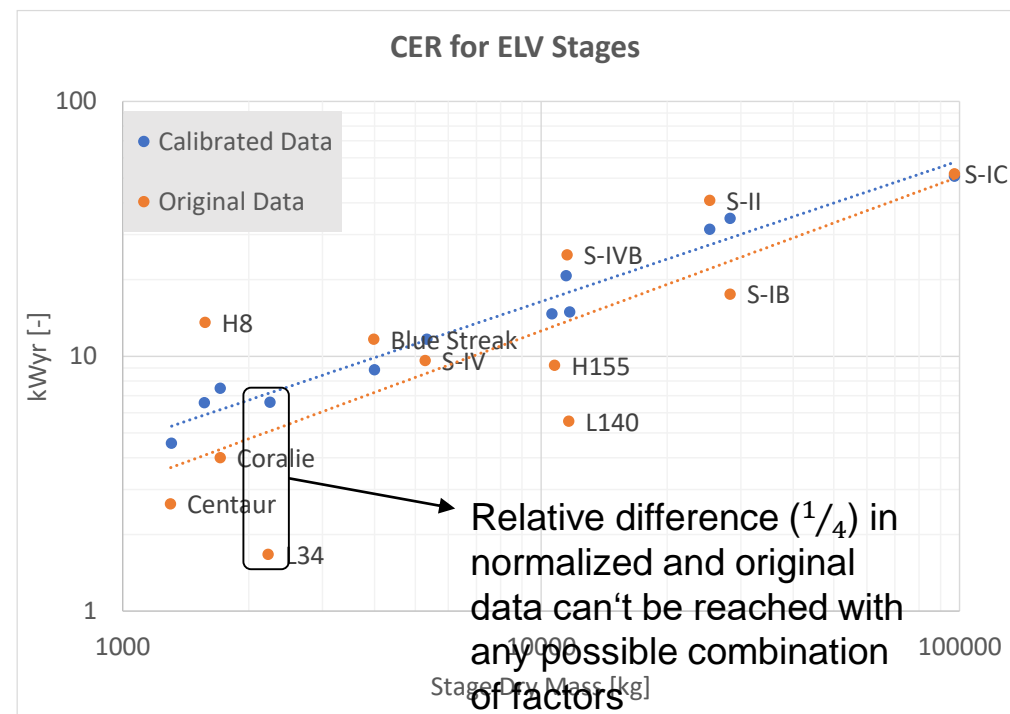 CER for ELV Stages
100
10
1
kWyr [-]
Calibrated Data
Original Data
S-IC
S-II
S-IVB
S-IB
H8
Blue Streak
S-IV
H155
L140
Coralie
Centaur
L34
Relative difference (1/4) in
normalized and original
data can‘t be reached with
any possible combination
of factors
1000
10000
100000
Stage Dry Mass [kg]